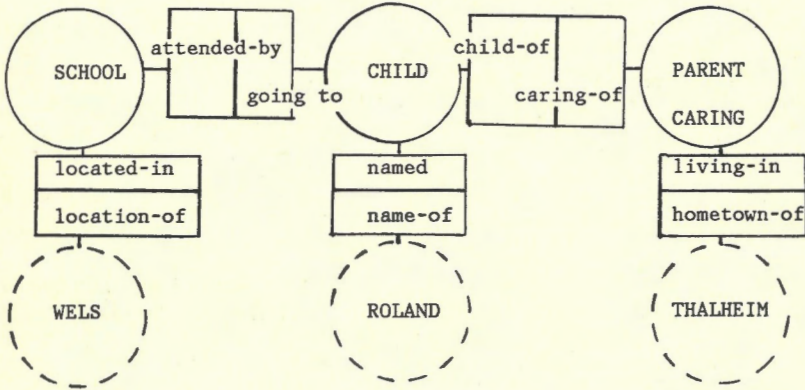 SCHOOL
attended-by
going to
CHILD
child-of
caring-of
PARENT
CARING
located-in
location-of
named
name-of
living-in
hometown-of
WELS
ROLAND
THALHEIM